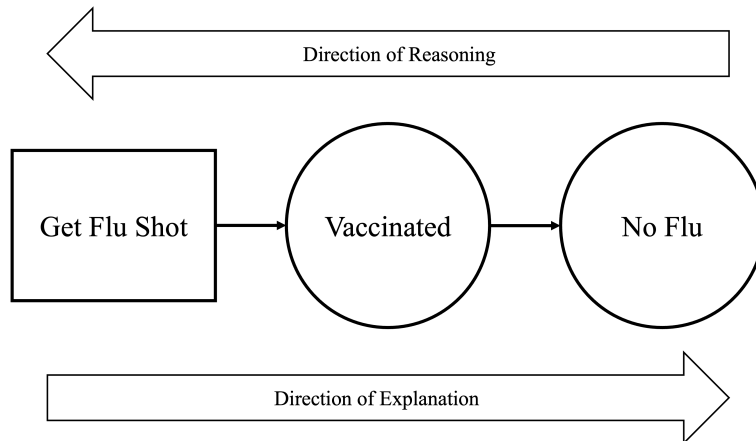 Direction of Reasoning
Get Flu Shot
Vaccinated
No Flu
Direction of Explanation